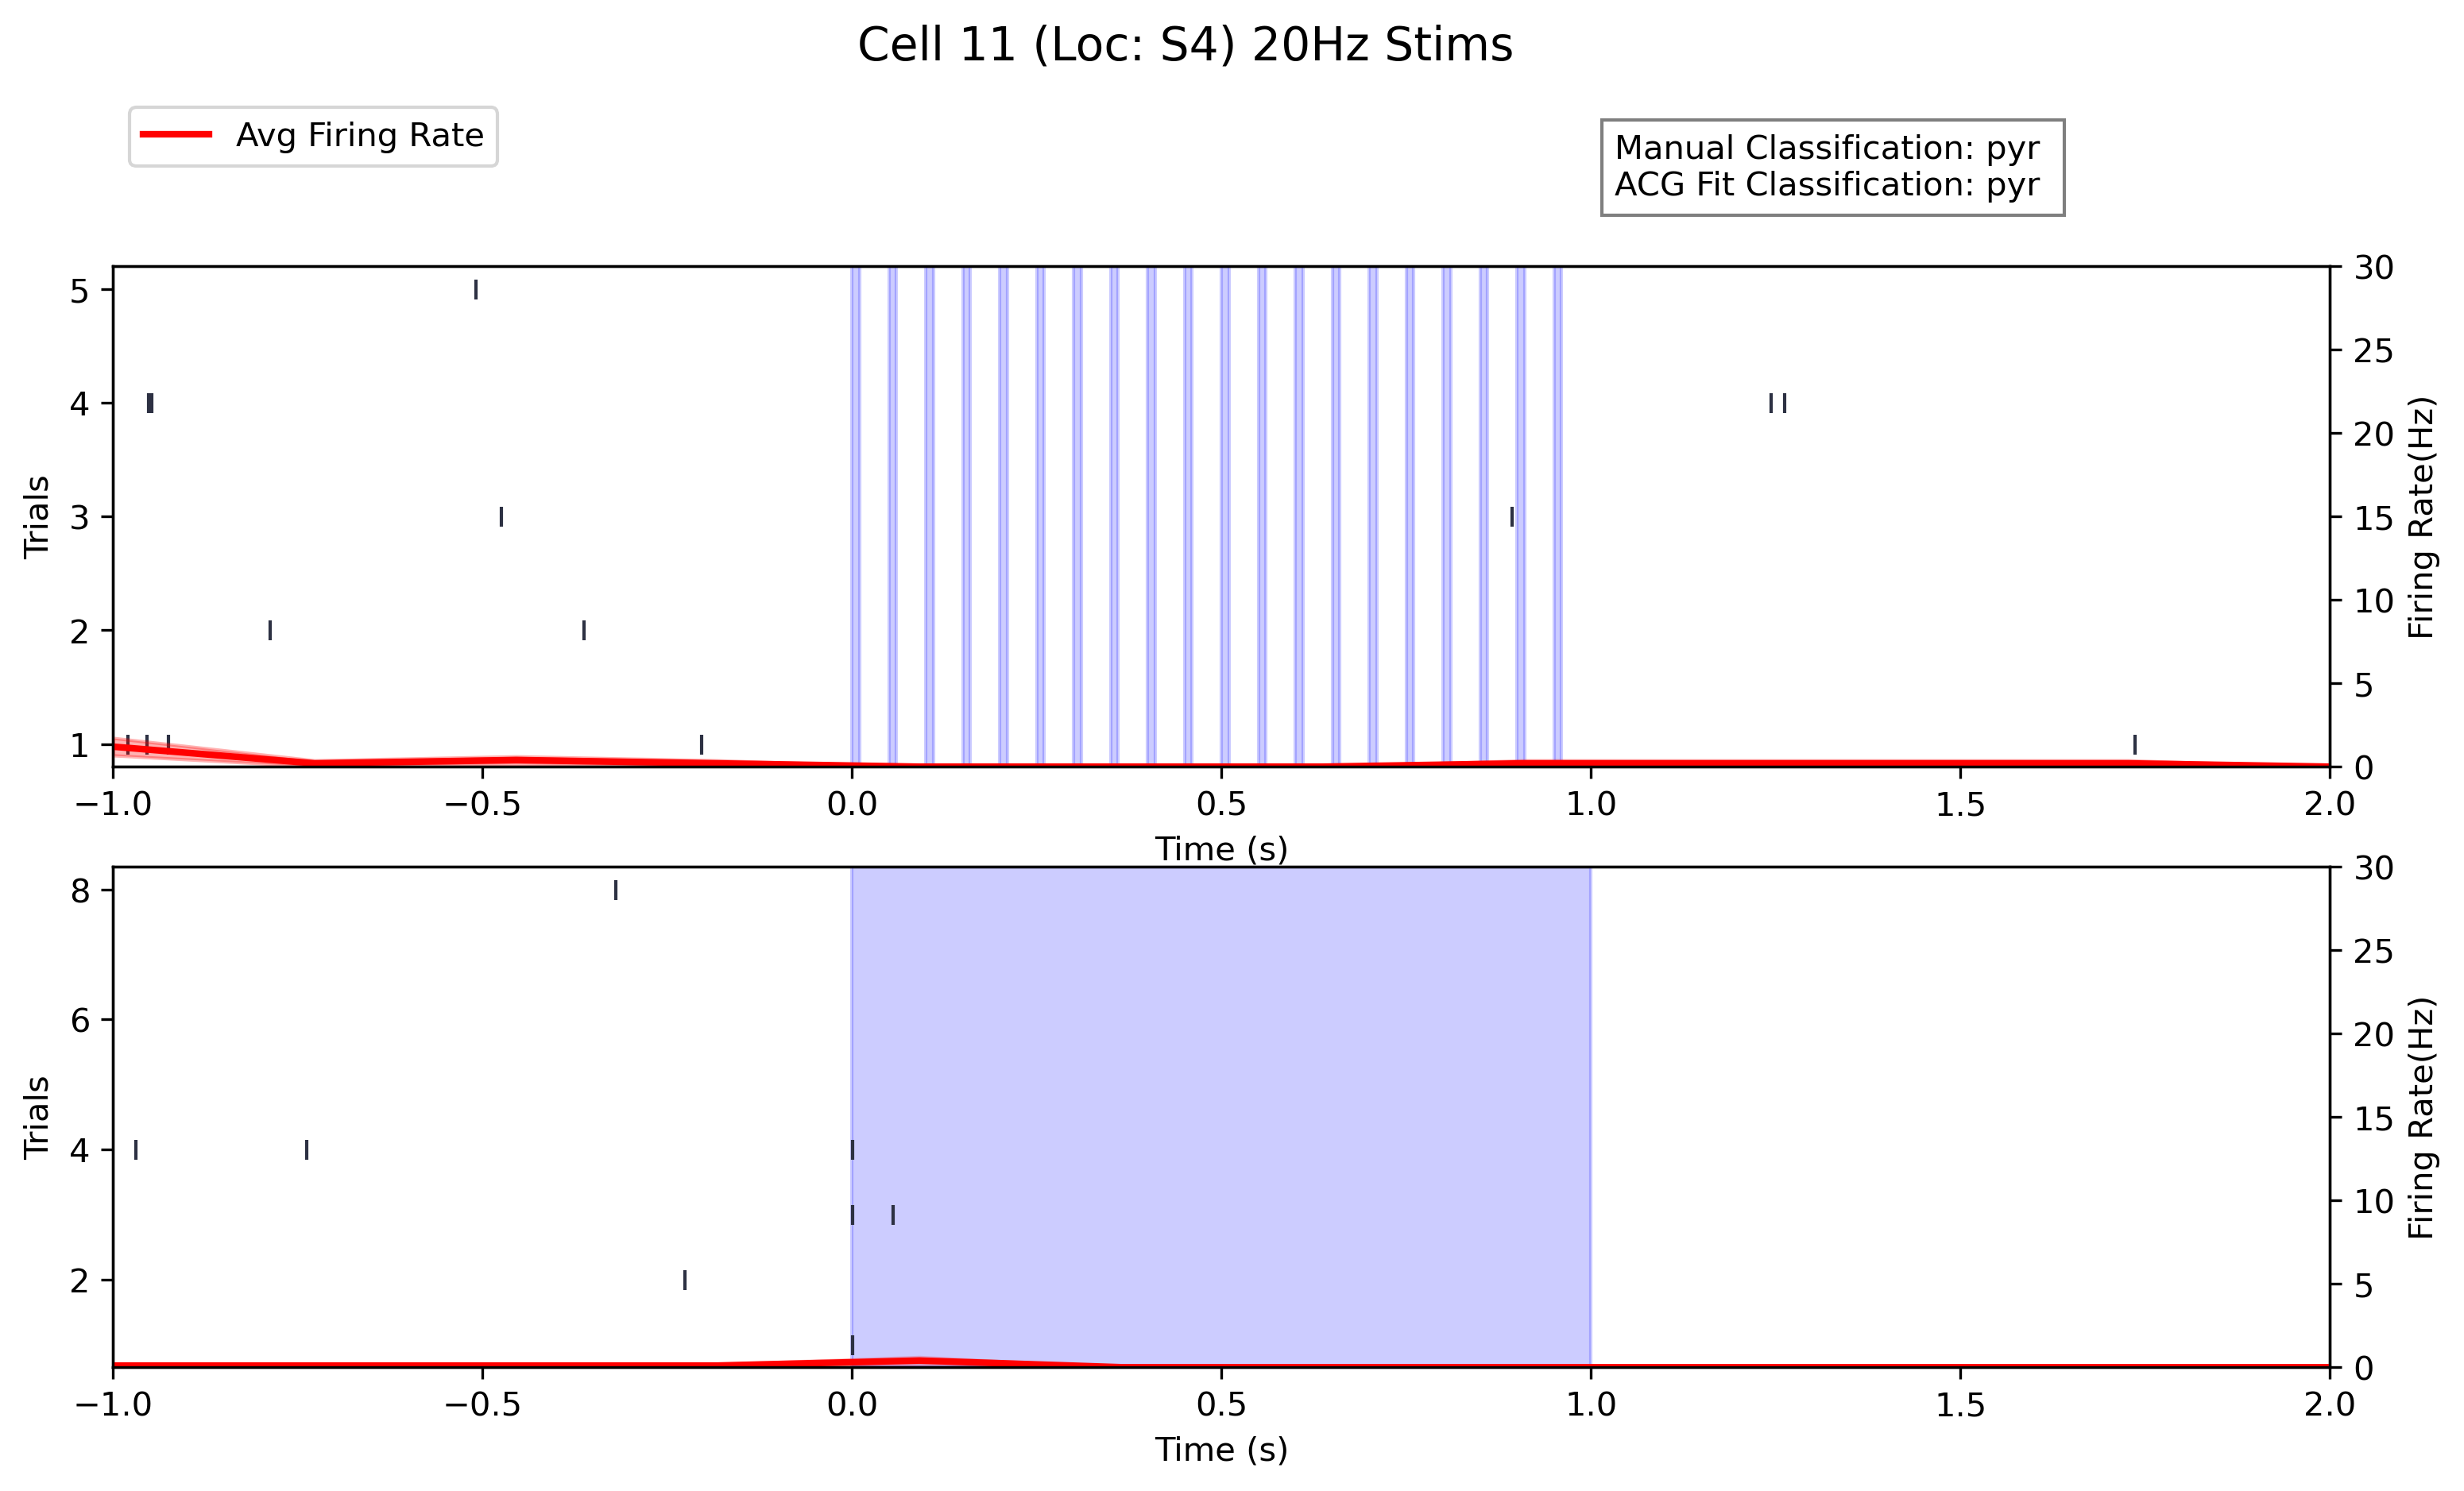 Cell 11 (Loc: S4) 20Hz Stims
Avg Firing Rate
Manual Classification: pyr
ACG Fit Classification: pyr
5
4
3
2
1
Trials
30
25
20
15
10
5
0
Firing Rate(Hz)
−1.0 −0.5 0.0 0.5 1.0 1.5 2.0
Time (s)
8
6
4
2
Trials
30
25
20
15
10
5
0
Firing Rate(Hz)
−1.0 −0.5 0.0 0.5 1.0 1.5 2.0
Time (s)